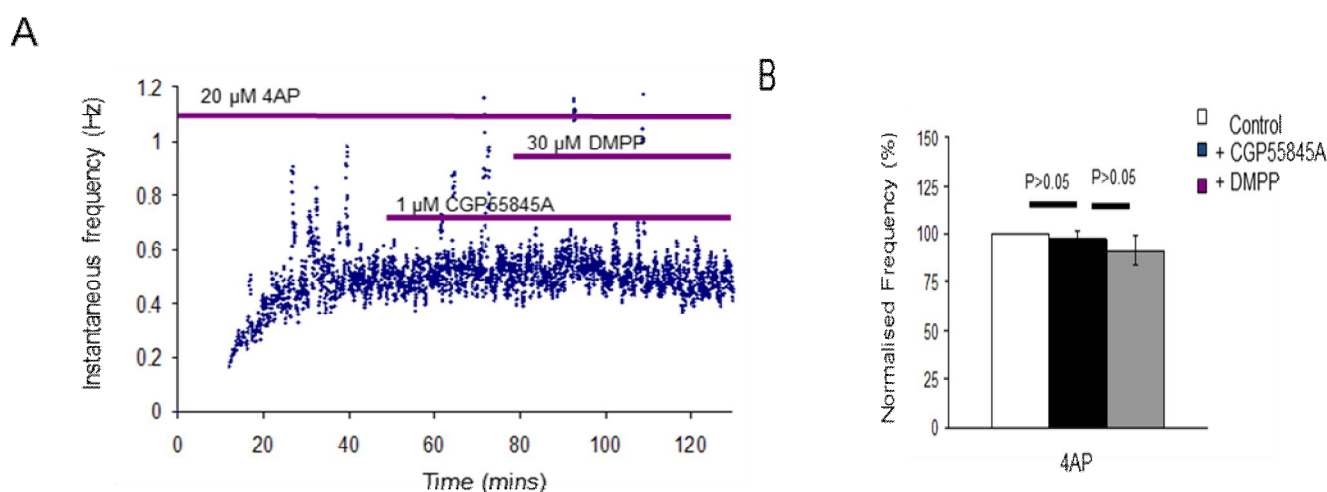 A
Instantaneous frequency (Hz)
1.2
1
0.8
0.6
0.4
0.2
0
20 µM 4AP
30 µM DMPP
1 µM CGP55845A
0
20
40
60
80
100
120
Time (mins)
B
Normalised Frequency (%)
150
125
100
75
50
25
0
P>0.05
P>0.05
Control
+ CGP55845A
+ DMPP
4AP